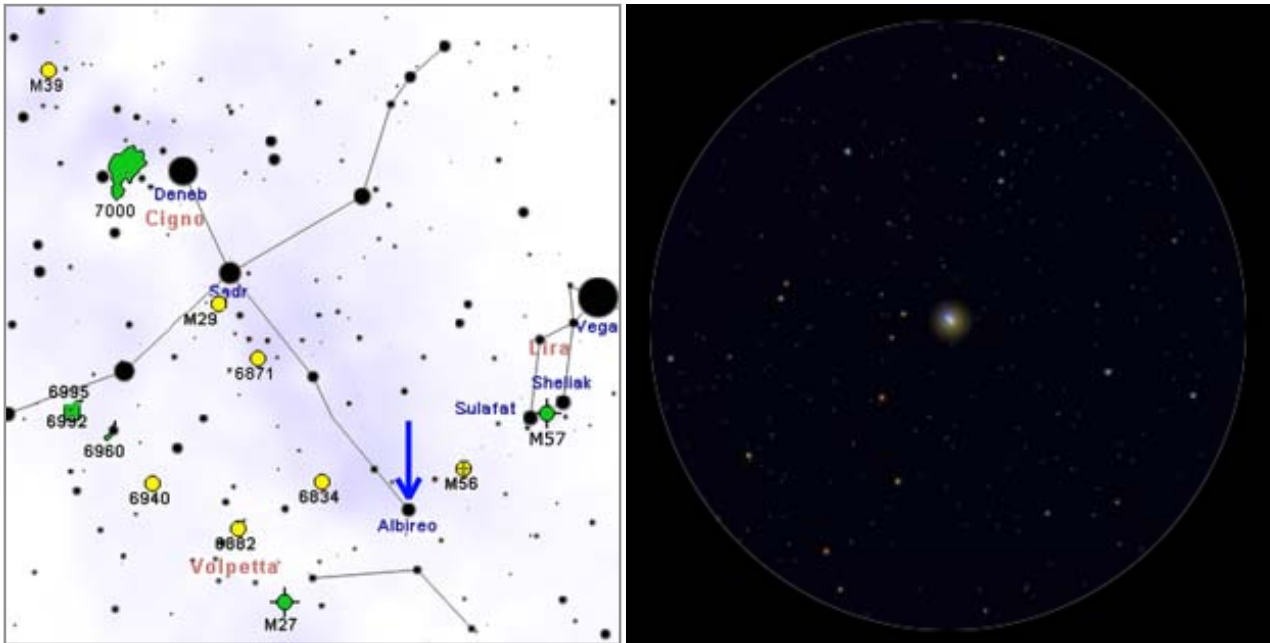 M39
Deneb
7000
Cigno
Sadr
M29
Vega
Lira
6871
Sheliak
6995
Sulafat
6992
M57
6960
M56
6940
6834
Albireo
6882
Volpetta
M27